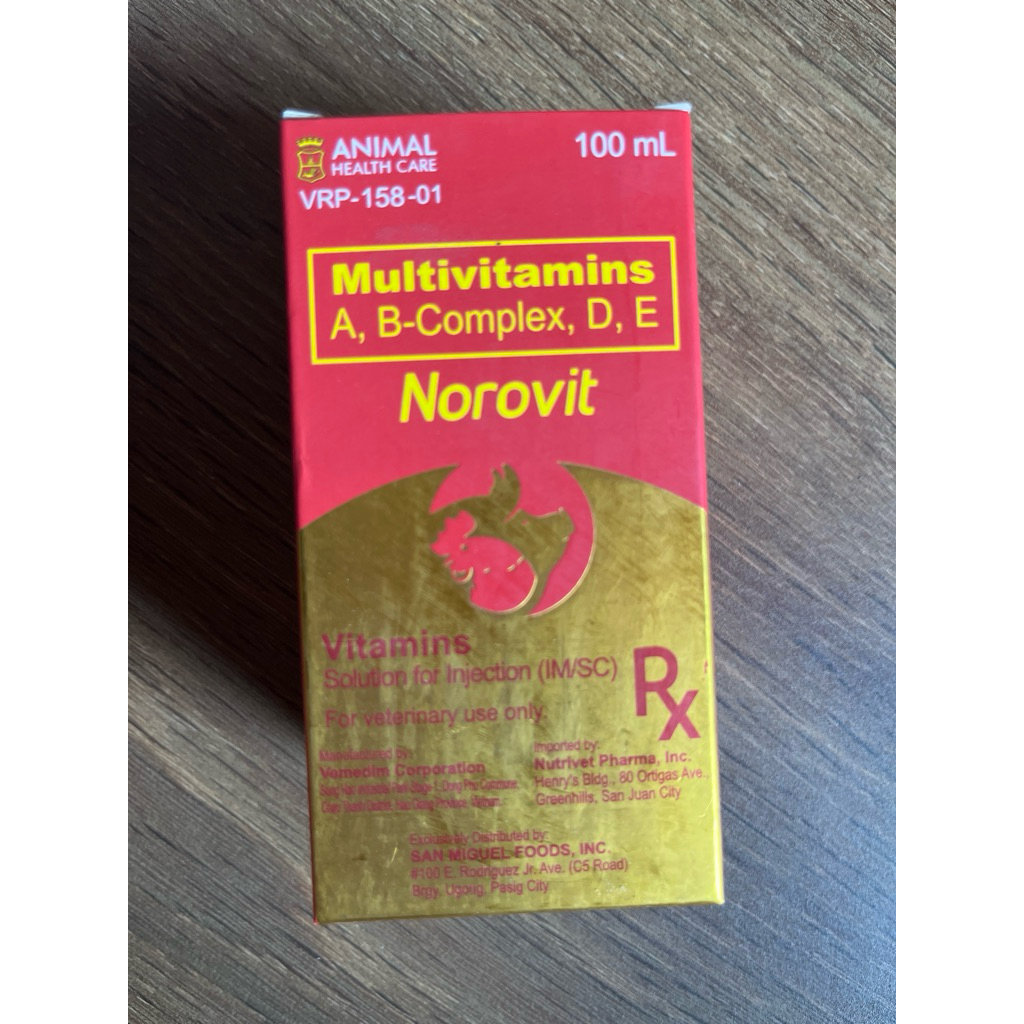 ANIMAL
HEALTH CARE
VRP-158-01
100 mL
Multivitamins
A, B-Complex, D, E
Norovit
Vitamins
Solution for Injection (IM/SC)
For veterinary use only.
Rx
Manufactured by:
Vemedim Corporation
Imported by:
Nutrivet Pharma, Inc.
Henry's Bldg., 80 Ortigas Ave.,
Greenhills, San Juan City
Exclusively Distributed by:
SAN MIGUEL FOODS, INC.
#100 E. Rodriguez Jr. Ave. (C5 Road)
Brgy. Ugong, Pasig City